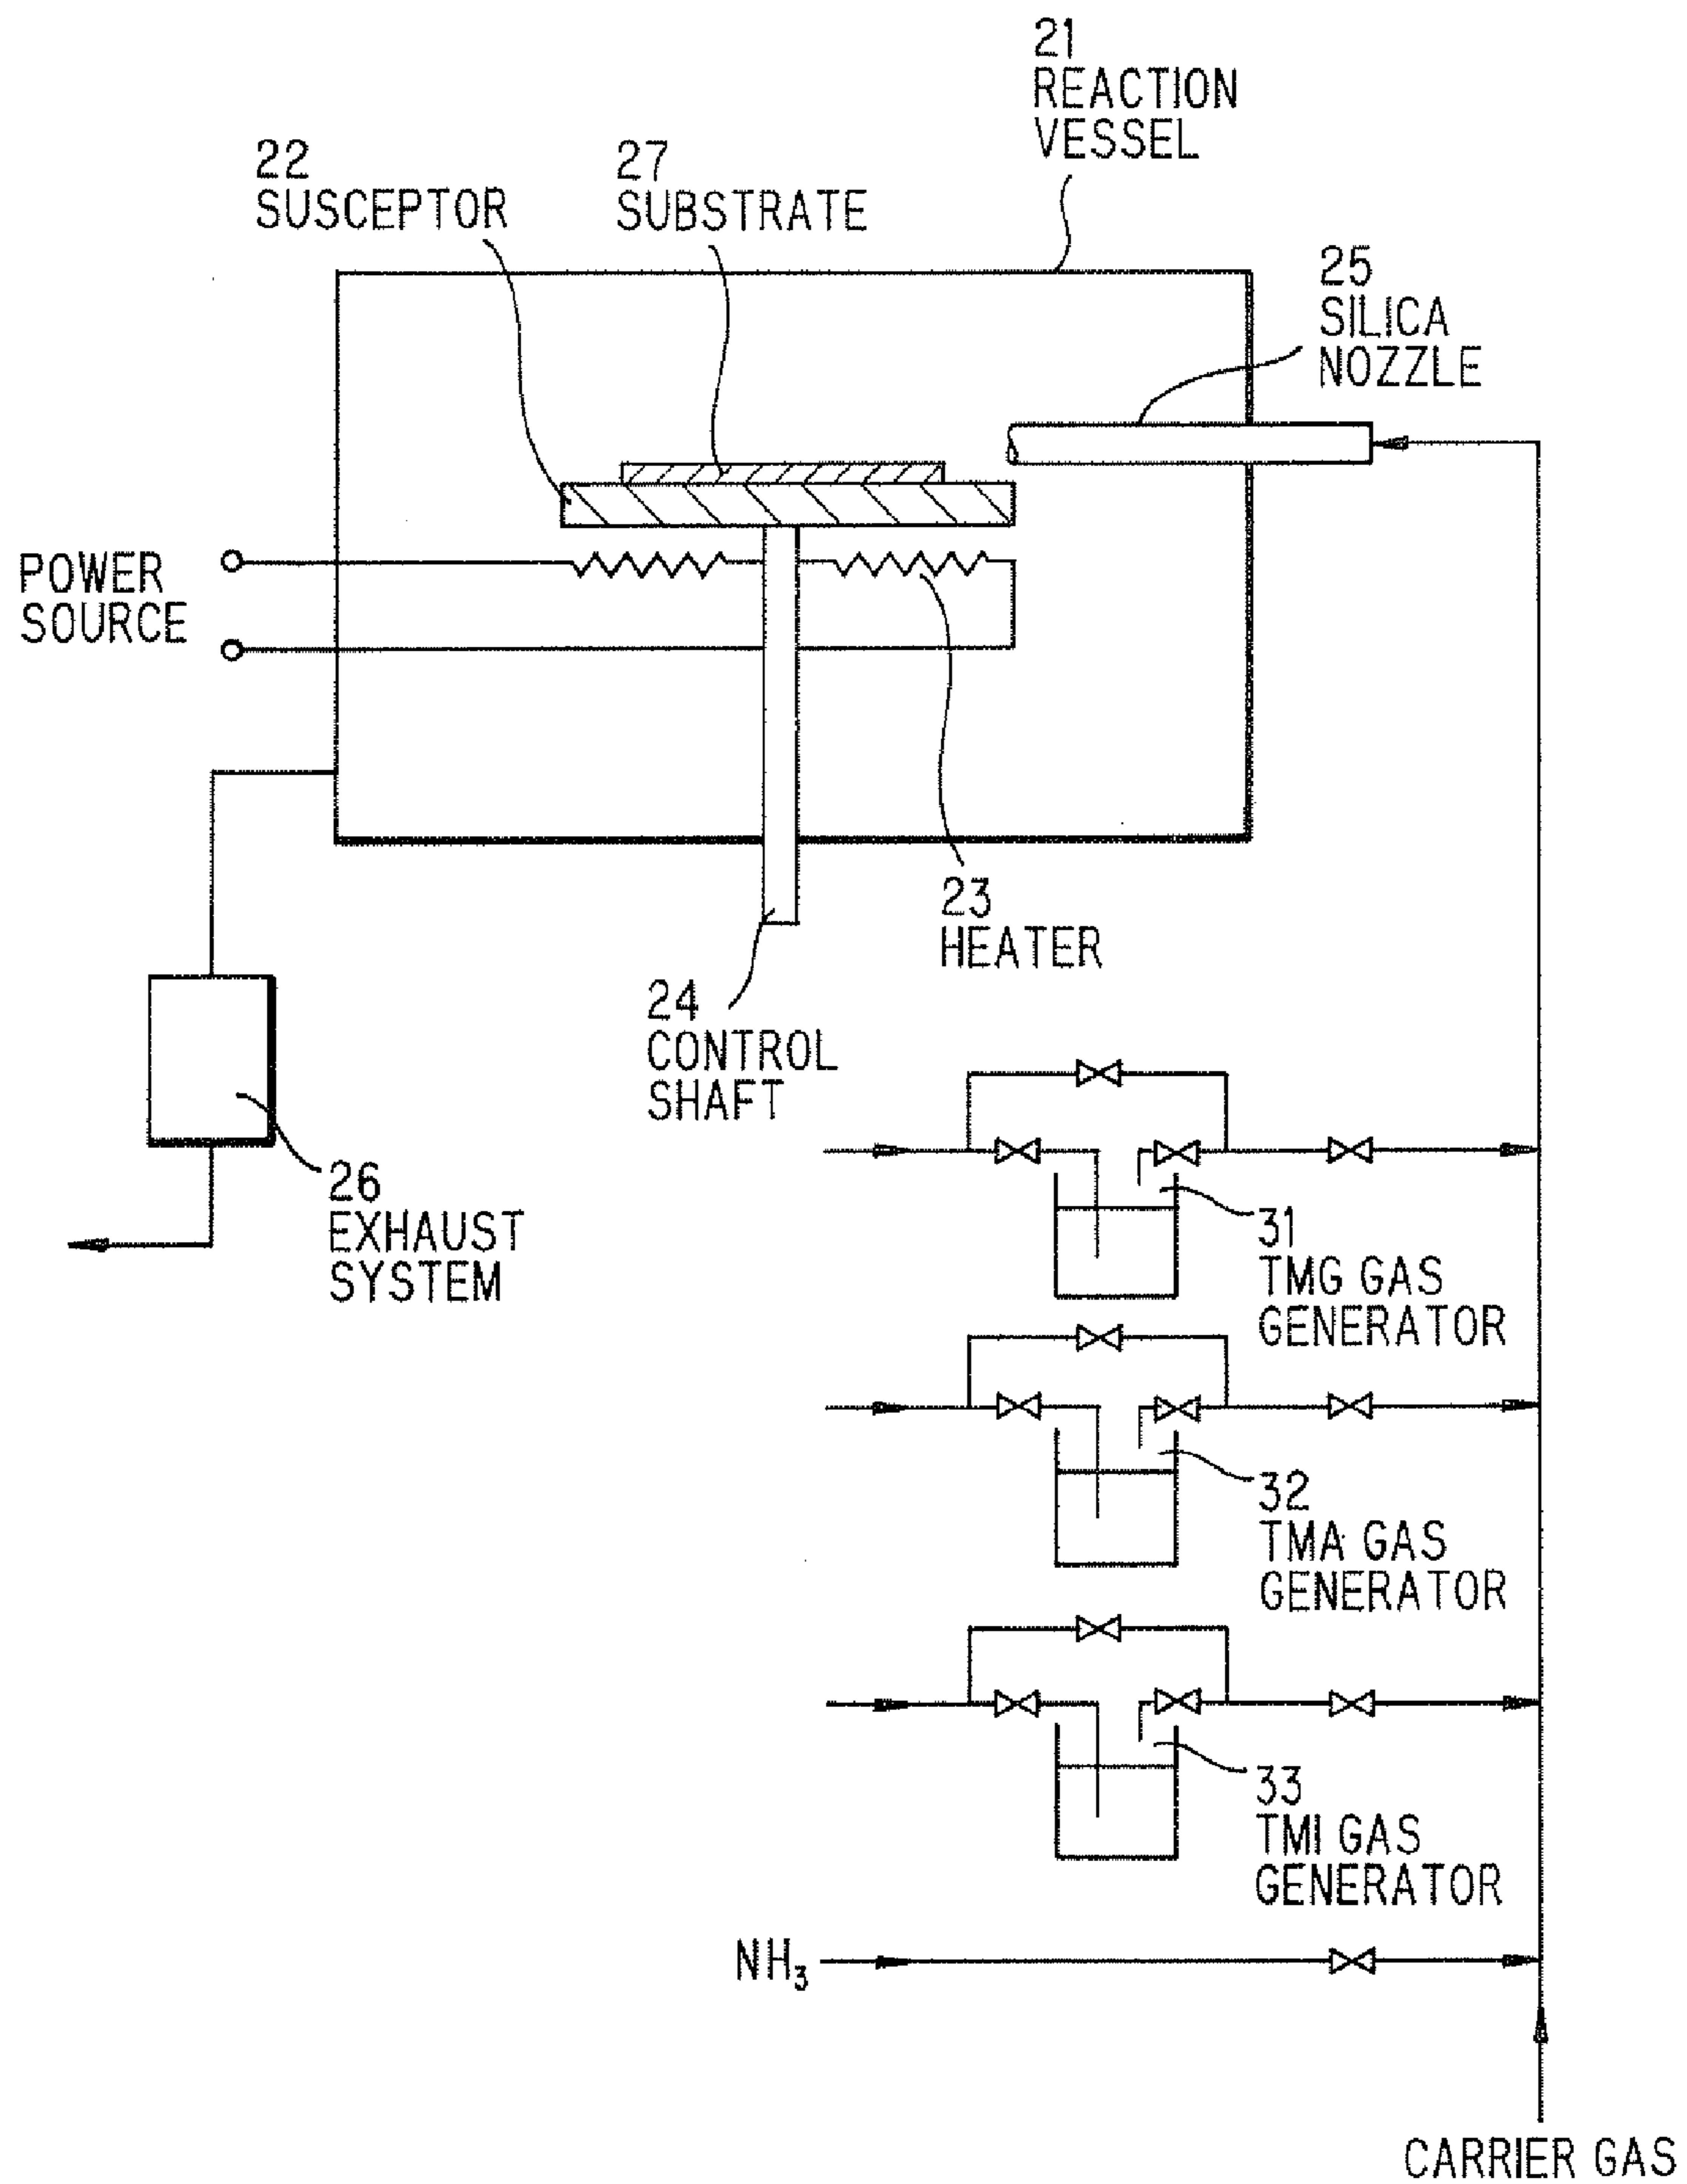 21
REACTION
VESSEL
22
SUSCEPTOR
27
SUBSTRATE
25
SILICA
NOZZLE
POWER
SOURCE
23
HEATER
24
CONTROL
SHAFT
26
EXHAUST
SYSTEM
31
TMG GAS
GENERATOR
32
TMA GAS
GENERATOR
33
TMI GAS
GENERATOR
NH₃
CARRIER GAS